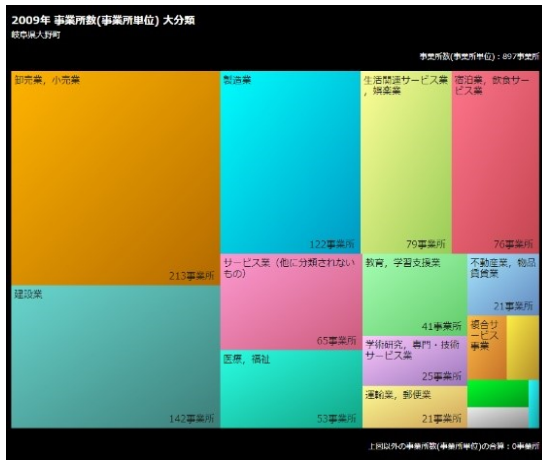 2009年 事業所数(事業所単位) 大分類
岐阜県大野町
事業所数(事業所単位)：897事業所
卸売業，小売業
213事業所
建設業
142事業所
製造業
122事業所
生活関連サービス業
，娯楽業
79事業所
宿泊業，飲食サー
ビス業
76事業所
サービス業（他に分類されない
もの）
65事業所
医療，福祉
53事業所
教育，学習支援業
41事業所
学術研究，専門・技術
サービス業
25事業所
運輸業，郵便業
21事業所
不動産業，物品
賃貸業
21事業所
複合サ
ービス
事業
上図以外の事業所数(事業所単位)の合算：0事業所